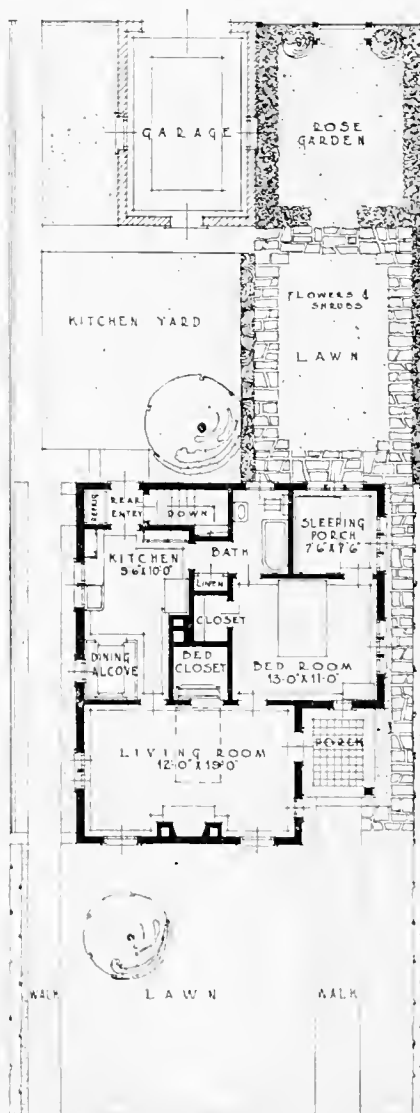 GARAGE
ROSE
GARDEN
FLOWERS &
SHRUBS
KITCHEN YARD
LAWN
REFRIG
REAR
ENTRY
DOWN
SLEEPING
PORCH
7'6"X7'6"
KITCHEN
9'6"X10'0"
BATH
LINEN
CLOSET
DINING
ALCOVE
BED
CLOSET
BED ROOM
13'-0"X11'-0"
LIVING ROOM
12'-0"X19'-0"
PORCH
WALK
LAWN
WALK